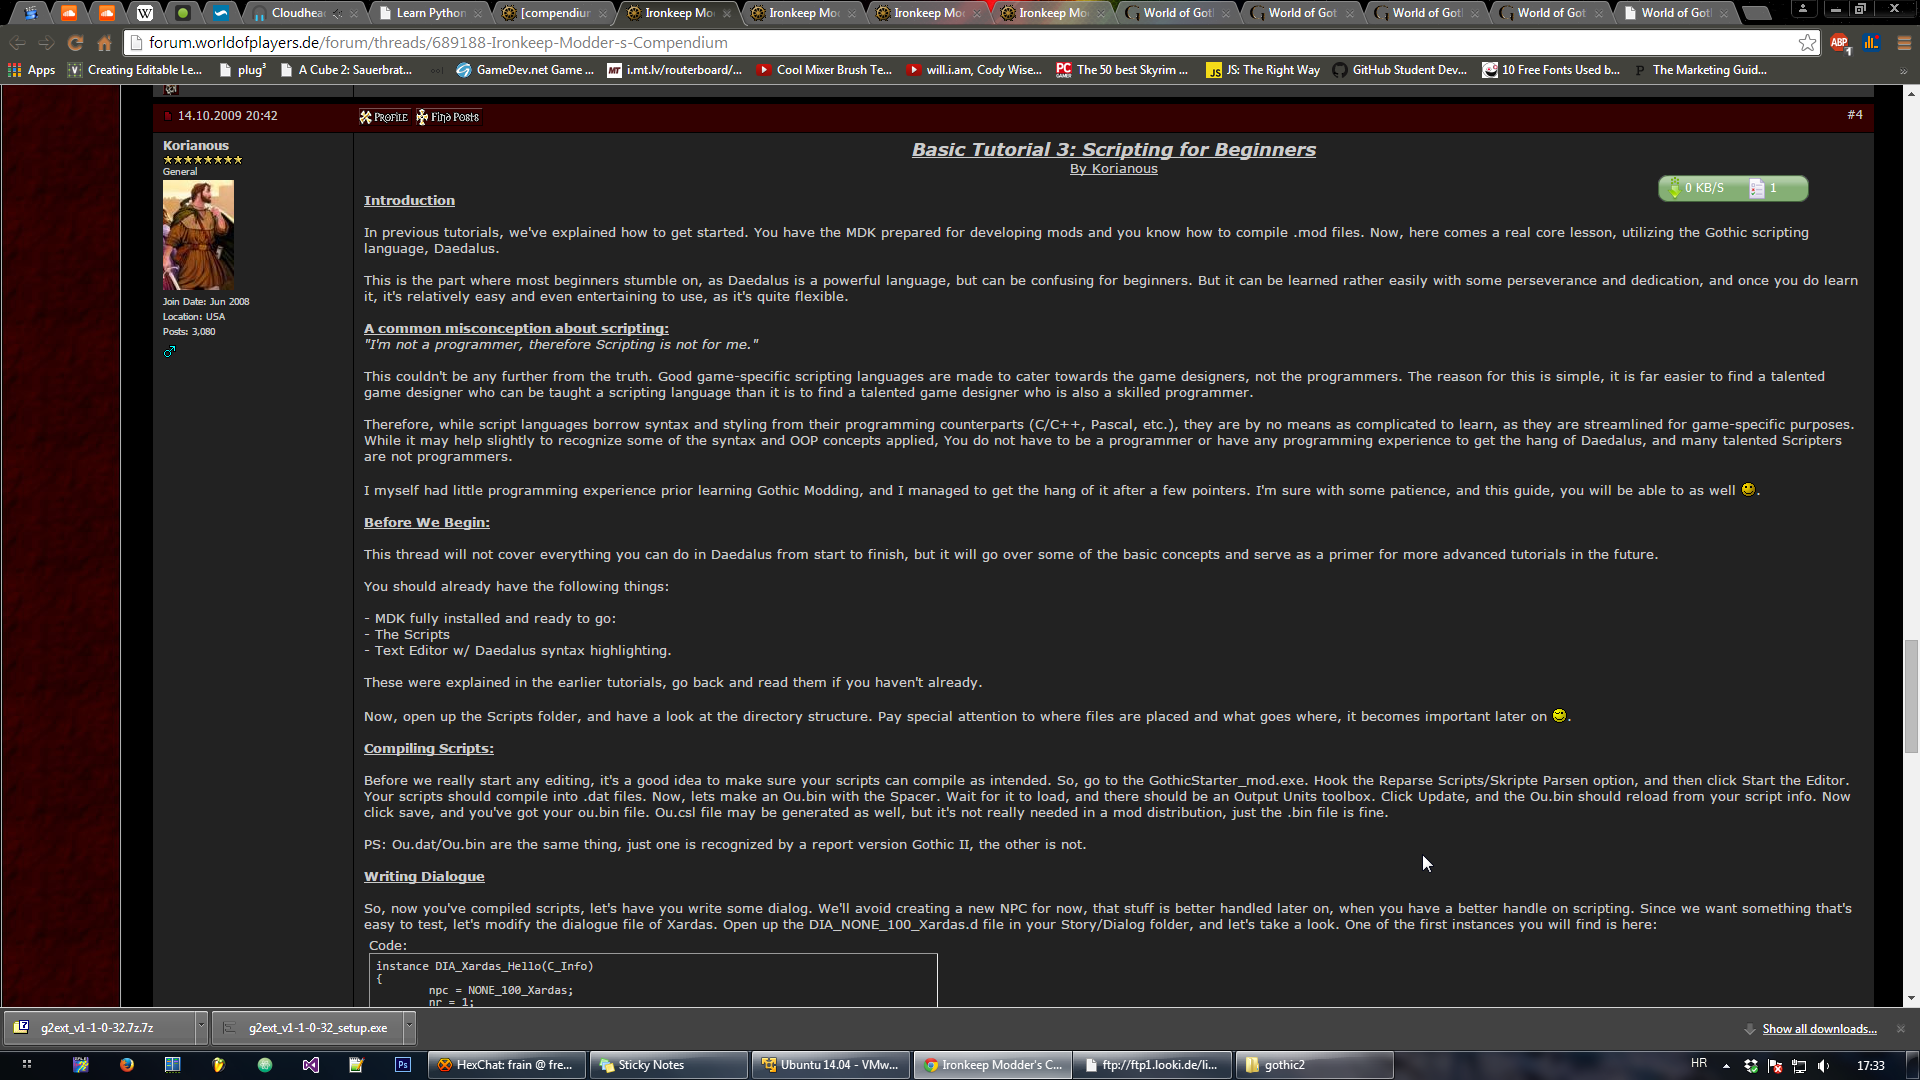 Cloudhea
Learn Python
[compendiun
Ironkeep Mo
Ironkeep Mo
Ironkeep Mo
Ironkeep Mo
World of Got
World of Got
World of Got
World of Got
World of Got
forum.worldofplayers.de/forum/threads/689188-Ironkeep-Modder-s-Compendium
ABP
1
Apps
Creating Editable Le...
plug³
A Cube 2: Sauerbrat...
GameDev.net Game ...
i.mt.lv/routerboard/...
Cool Mixer Brush Te...
will.i.am, Cody Wise...
The 50 best Skyrim ...
JS: The Right Way
GitHub Student Dev...
10 Free Fonts Used b...
The Marketing Guid...
14.10.2009 20:42
Profile
Find Posts
#4
Korianous
General
Join Date: Jun 2008
Location: USA
Posts: 3,080
Basic Tutorial 3: Scripting for Beginners
By Korianous
0 KB/S
1
Introduction
In previous tutorials, we've explained how to get started. You have the MDK prepared for developing mods and you know how to compile .mod files. Now, here comes a real core lesson, utilizing the Gothic scripting
language, Daedalus.
This is the part where most beginners stumble on, as Daedalus is a powerful language, but can be confusing for beginners. But it can be learned rather easily with some perseverance and dedication, and once you do learn
it, it's relatively easy and even entertaining to use, as it's quite flexible.
A common misconception about scripting:
"I'm not a programmer, therefore Scripting is not for me."
This couldn't be any further from the truth. Good game-specific scripting languages are made to cater towards the game designers, not the programmers. The reason for this is simple, it is far easier to find a talented
game designer who can be taught a scripting language than it is to find a talented game designer who is also a skilled programmer.
Therefore, while script languages borrow syntax and styling from their programming counterparts (C/C++, Pascal, etc.), they are by no means as complicated to learn, as they are streamlined for game-specific purposes.
While it may help slightly to recognize some of the syntax and OOP concepts applied, You do not have to be a programmer or have any programming experience to get the hang of Daedalus, and many talented Scripters
are not programmers.
I myself had little programming experience prior learning Gothic Modding, and I managed to get the hang of it after a few pointers. I'm sure with some patience, and this guide, you will be able to as well .
Before We Begin:
This thread will not cover everything you can do in Daedalus from start to finish, but it will go over some of the basic concepts and serve as a primer for more advanced tutorials in the future.
You should already have the following things:
- MDK fully installed and ready to go:
- The Scripts
- Text Editor w/ Daedalus syntax highlighting.
These were explained in the earlier tutorials, go back and read them if you haven't already.
Now, open up the Scripts folder, and have a look at the directory structure. Pay special attention to where files are placed and what goes where, it becomes important later on .
Compiling Scripts:
Before we really start any editing, it's a good idea to make sure your scripts can compile as intended. So, go to the GothicStarter_mod.exe. Hook the Reparse Scripts/Skripte Parsen option, and then click Start the Editor.
Your scripts should compile into .dat files. Now, lets make an Ou.bin with the Spacer. Wait for it to load, and there should be an Output Units toolbox. Click Update, and the Ou.bin should reload from your script info. Now
click save, and you've got your ou.bin file. Ou.csl file may be generated as well, but it's not really needed in a mod distribution, just the .bin file is fine.
PS: Ou.dat/Ou.bin are the same thing, just one is recognized by a report version Gothic II, the other is not.
Writing Dialogue
So, now you've compiled scripts, let's have you write some dialog. We'll avoid creating a new NPC for now, that stuff is better handled later on, when you have a better handle on scripting. Since we want something that's
easy to test, let's modify the dialogue file of Xardas. Open up the DIA_NONE_100_Xardas.d file in your Story/Dialog folder, and let's take a look. One of the first instances you will find is here:
Code:
instance DIA_Xardas_Hello(C_Info)
{
npc = NONE_100_Xardas;
nr = 1;
g2ext_v1-1-0-32.7z.7z
g2ext_v1-1-0-32_setup.exe
Show all downloads...
HexChat: frain @ fre...
Sticky Notes
Ubuntu 14.04 - VMw...
Ironkeep Modder's C...
ftp://ftp1.looki.de/li...
gothic2
HR
17:33